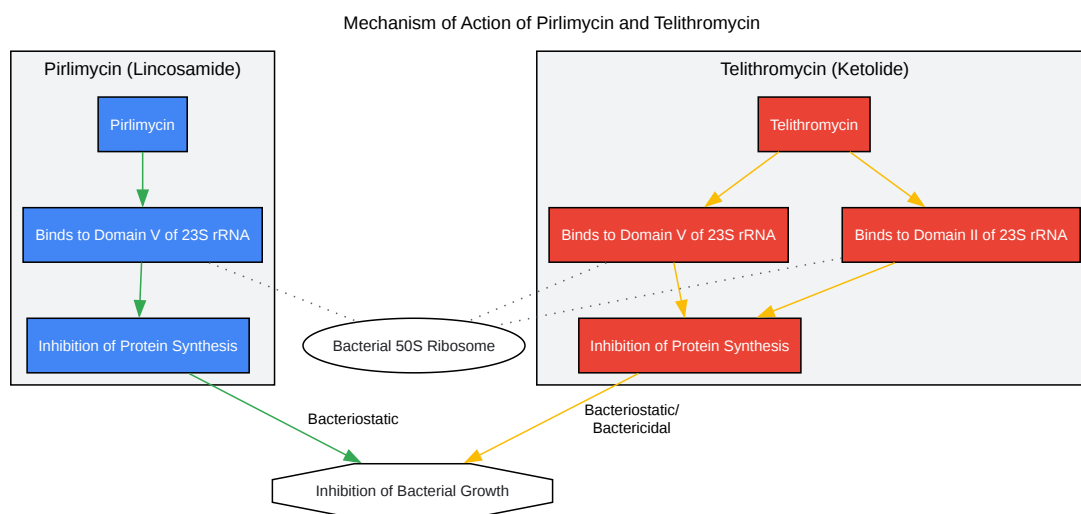 Mechanism of Action of Pirlimycin and Telithromycin
Pirlimycin (Lincosamide)
Telithromycin (Ketolide)
Pirlimycin
Telithromycin
Binds to Domain V of 23S rRNA
Binds to Domain V of 23S rRNA
Binds to Domain II of 23S rRNA
Inhibition of Protein Synthesis
Bacterial 50S Ribosome
Inhibition of Protein Synthesis
Bacteriostatic
Bacteriostatic/
Bactericidal
Inhibition of Bacterial Growth